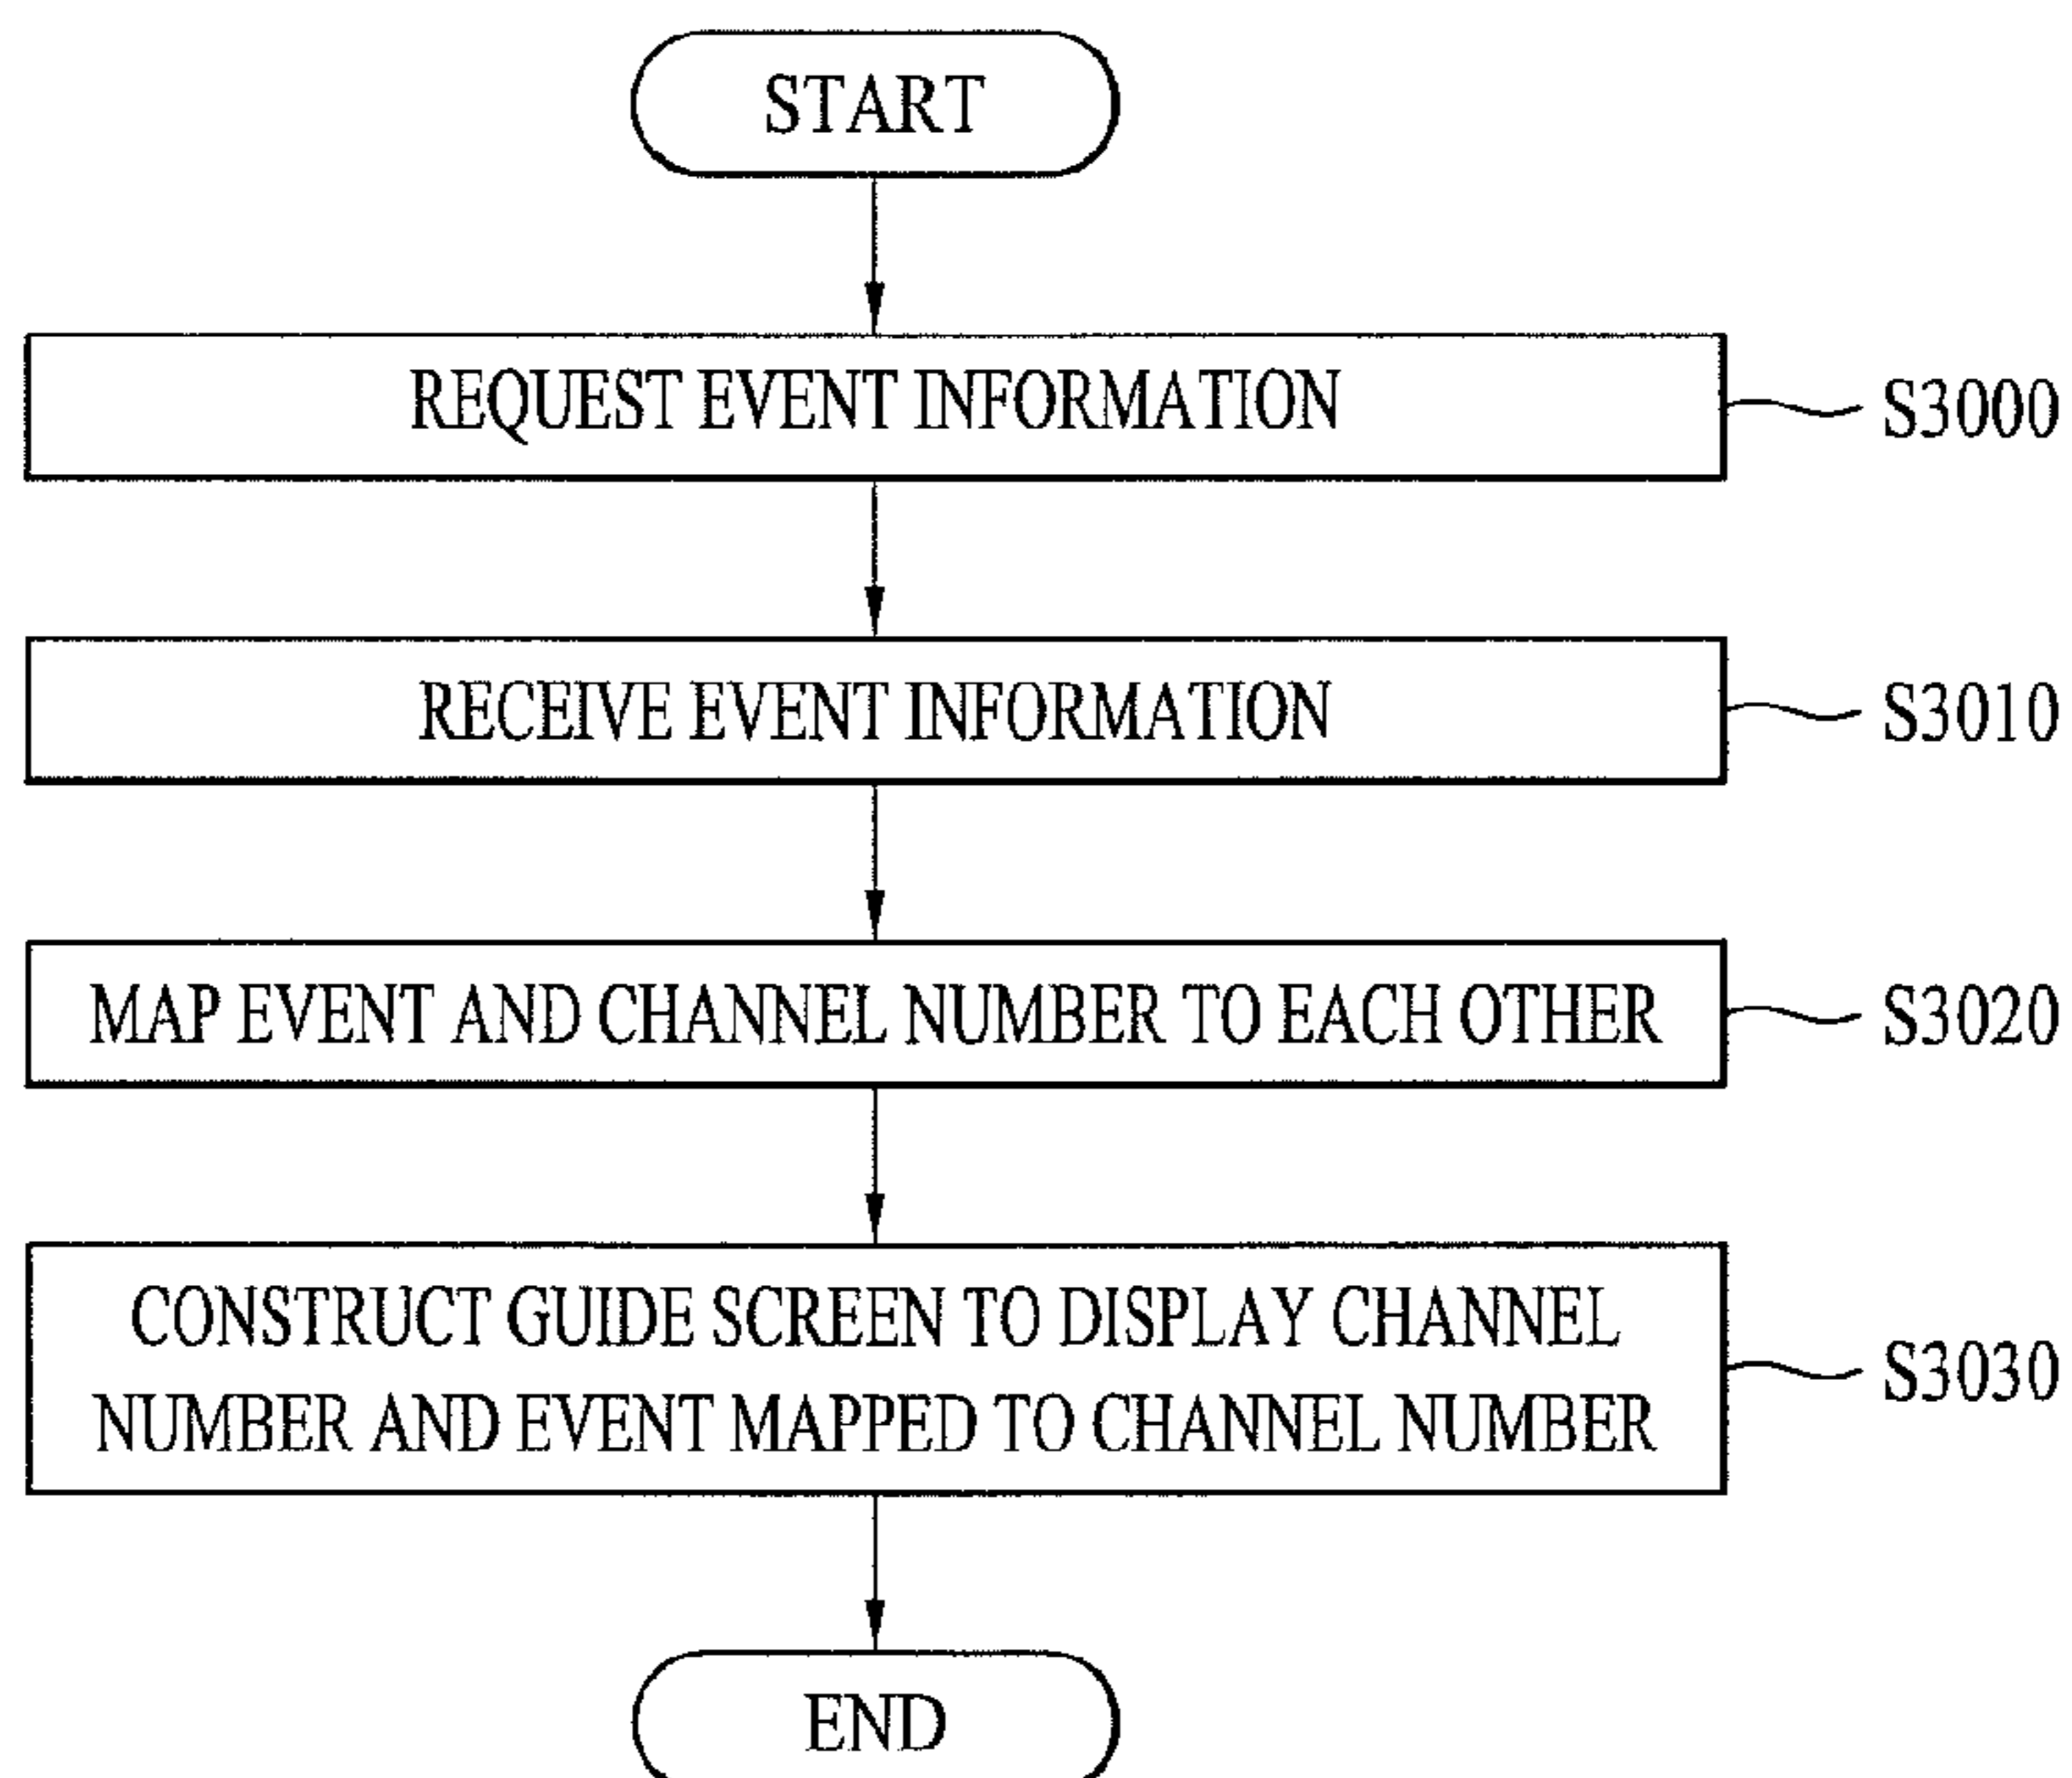 START
REQUEST EVENT INFORMATION
S3000
RECEIVE EVENT INFORMATION
S3010
MAP EVENT AND CHANNEL NUMBER TO EACH OTHER
S3020
CONSTRUCT GUIDE SCREEN TO DISPLAY CHANNEL
NUMBER AND EVENT MAPPED TO CHANNEL NUMBER
S3030
END